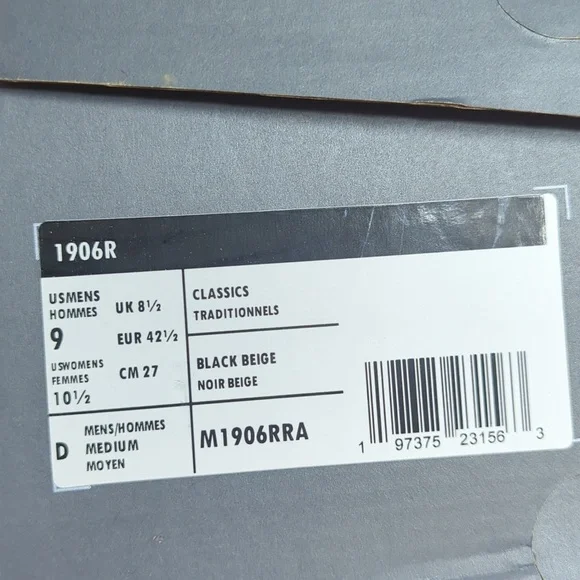 1906R
USMENS
HOMMES
9
UK 8½
EUR 42½
USWOMENS
FEMMES
10½
CM 27
CLASSICS
TRADITIONNELS
BLACK BEIGE
NOIR BEIGE
D
MENS/HOMMES
MEDIUM
MOYEN
M1906RRA
1 97375 23156 3